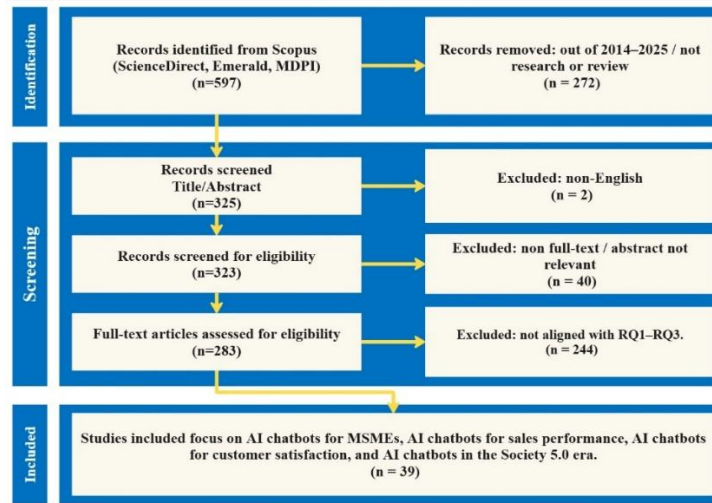 Identification
Records identified from Scopus
(ScienceDirect, Emerald, MDPI)
(n=597)
Records removed: out of 2014–2025 / not
research or review
(n = 272)
Screening
Records screened
Title/Abstract
(n=325)
Excluded: non-English
(n = 2)
Records screened for eligibility
(n=323)
Excluded: non full-text / abstract not
relevant
(n = 40)
Full-text articles assessed for eligibility
(n=283)
Excluded: not aligned with RQ1–RQ3.
(n = 244)
Included
Studies included focus on AI chatbots for MSMEs, AI chatbots for sales performance, AI chatbots
for customer satisfaction, and AI chatbots in the Society 5.0 era.
(n = 39)